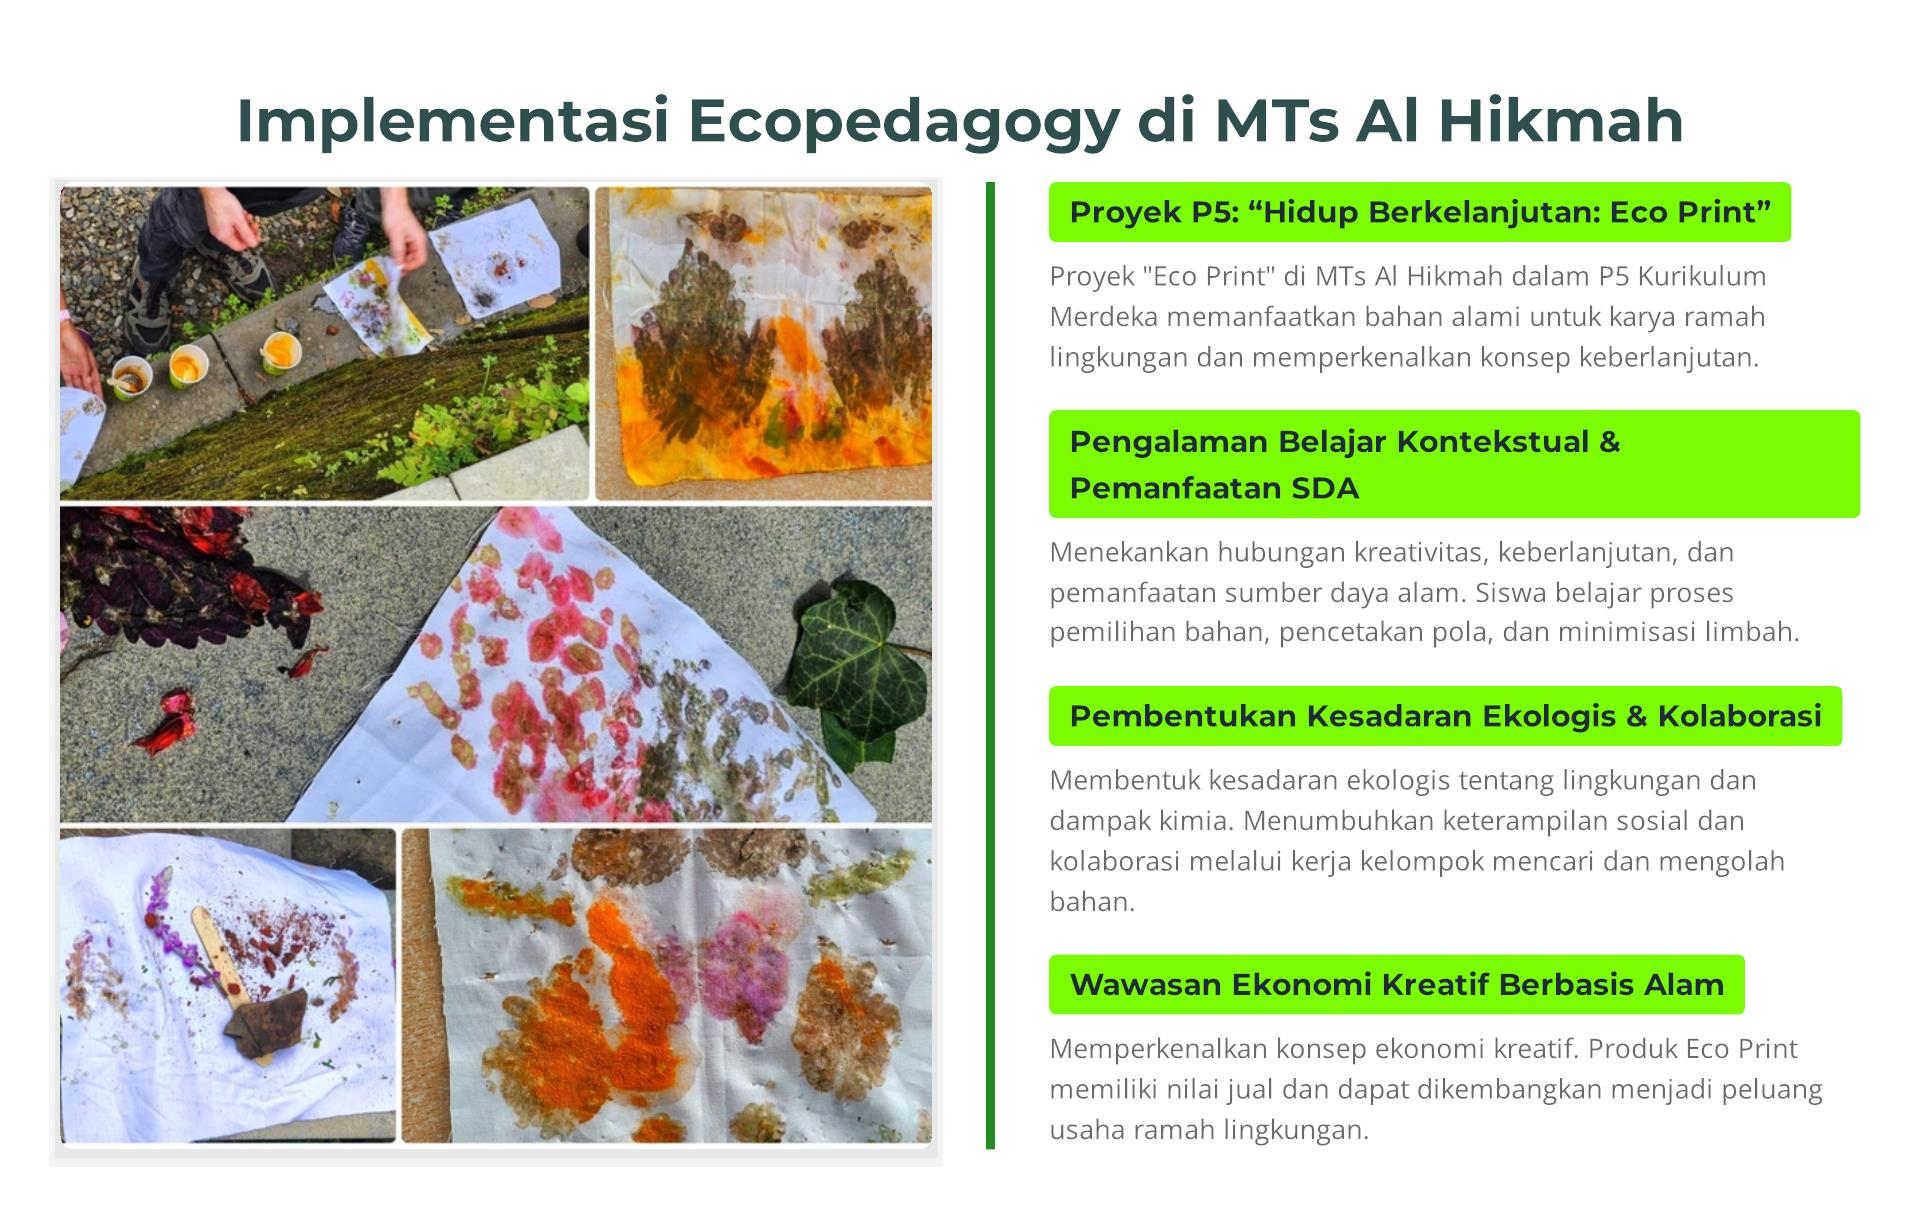 Implementasi Ecopedagogy di MTs Al Hikmah
Proyek P5: “Hidup Berkelanjutan: Eco Print”
Proyek "Eco Print" di MTs Al Hikmah dalam P5 Kurikulum
Merdeka memanfaatkan bahan alami untuk karya ramah
lingkungan dan memperkenalkan konsep keberlanjutan.
Pengalaman Belajar Kontekstual &
Pemanfaatan SDA
Menekankan hubungan kreativitas, keberlanjutan, dan
pemanfaatan sumber daya alam. Siswa belajar proses
pemilihan bahan, pencetakan pola, dan minimisasi limbah.
Pembentukan Kesadaran Ekologis & Kolaborasi
Membentuk kesadaran ekologis tentang lingkungan dan
dampak kimia. Menumbuhkan keterampilan sosial dan
kolaborasi melalui kerja kelompok mencari dan mengolah
bahan.
Wawasan Ekonomi Kreatif Berbasis Alam
Memperkenalkan konsep ekonomi kreatif. Produk Eco Print
memiliki nilai jual dan dapat dikembangkan menjadi peluang
usaha ramah lingkungan.